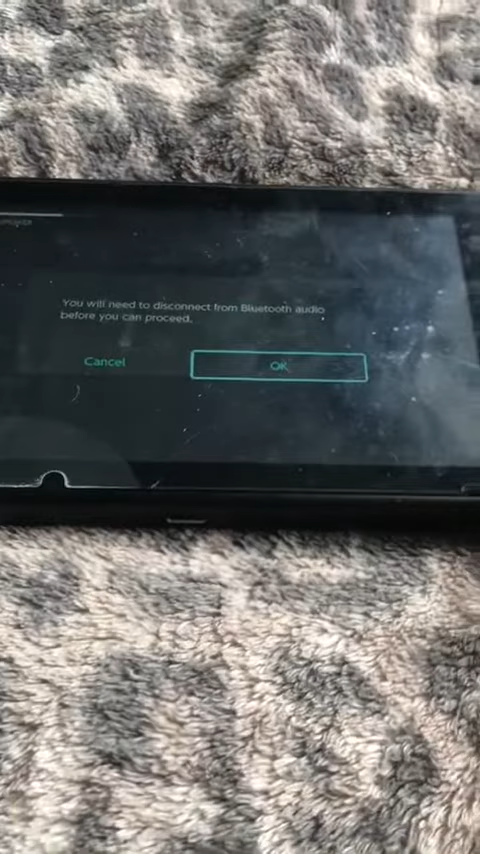 You will need to disconnect from Bluetooth audio
before you can proceed.
Cancel
OK